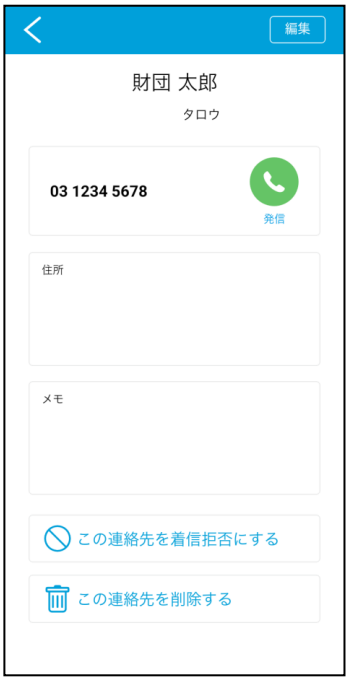 編集
財団 太郎
タロウ
03 1234 5678
発信
住所
メモ
この連絡先を着信拒否にする
この連絡先を削除する